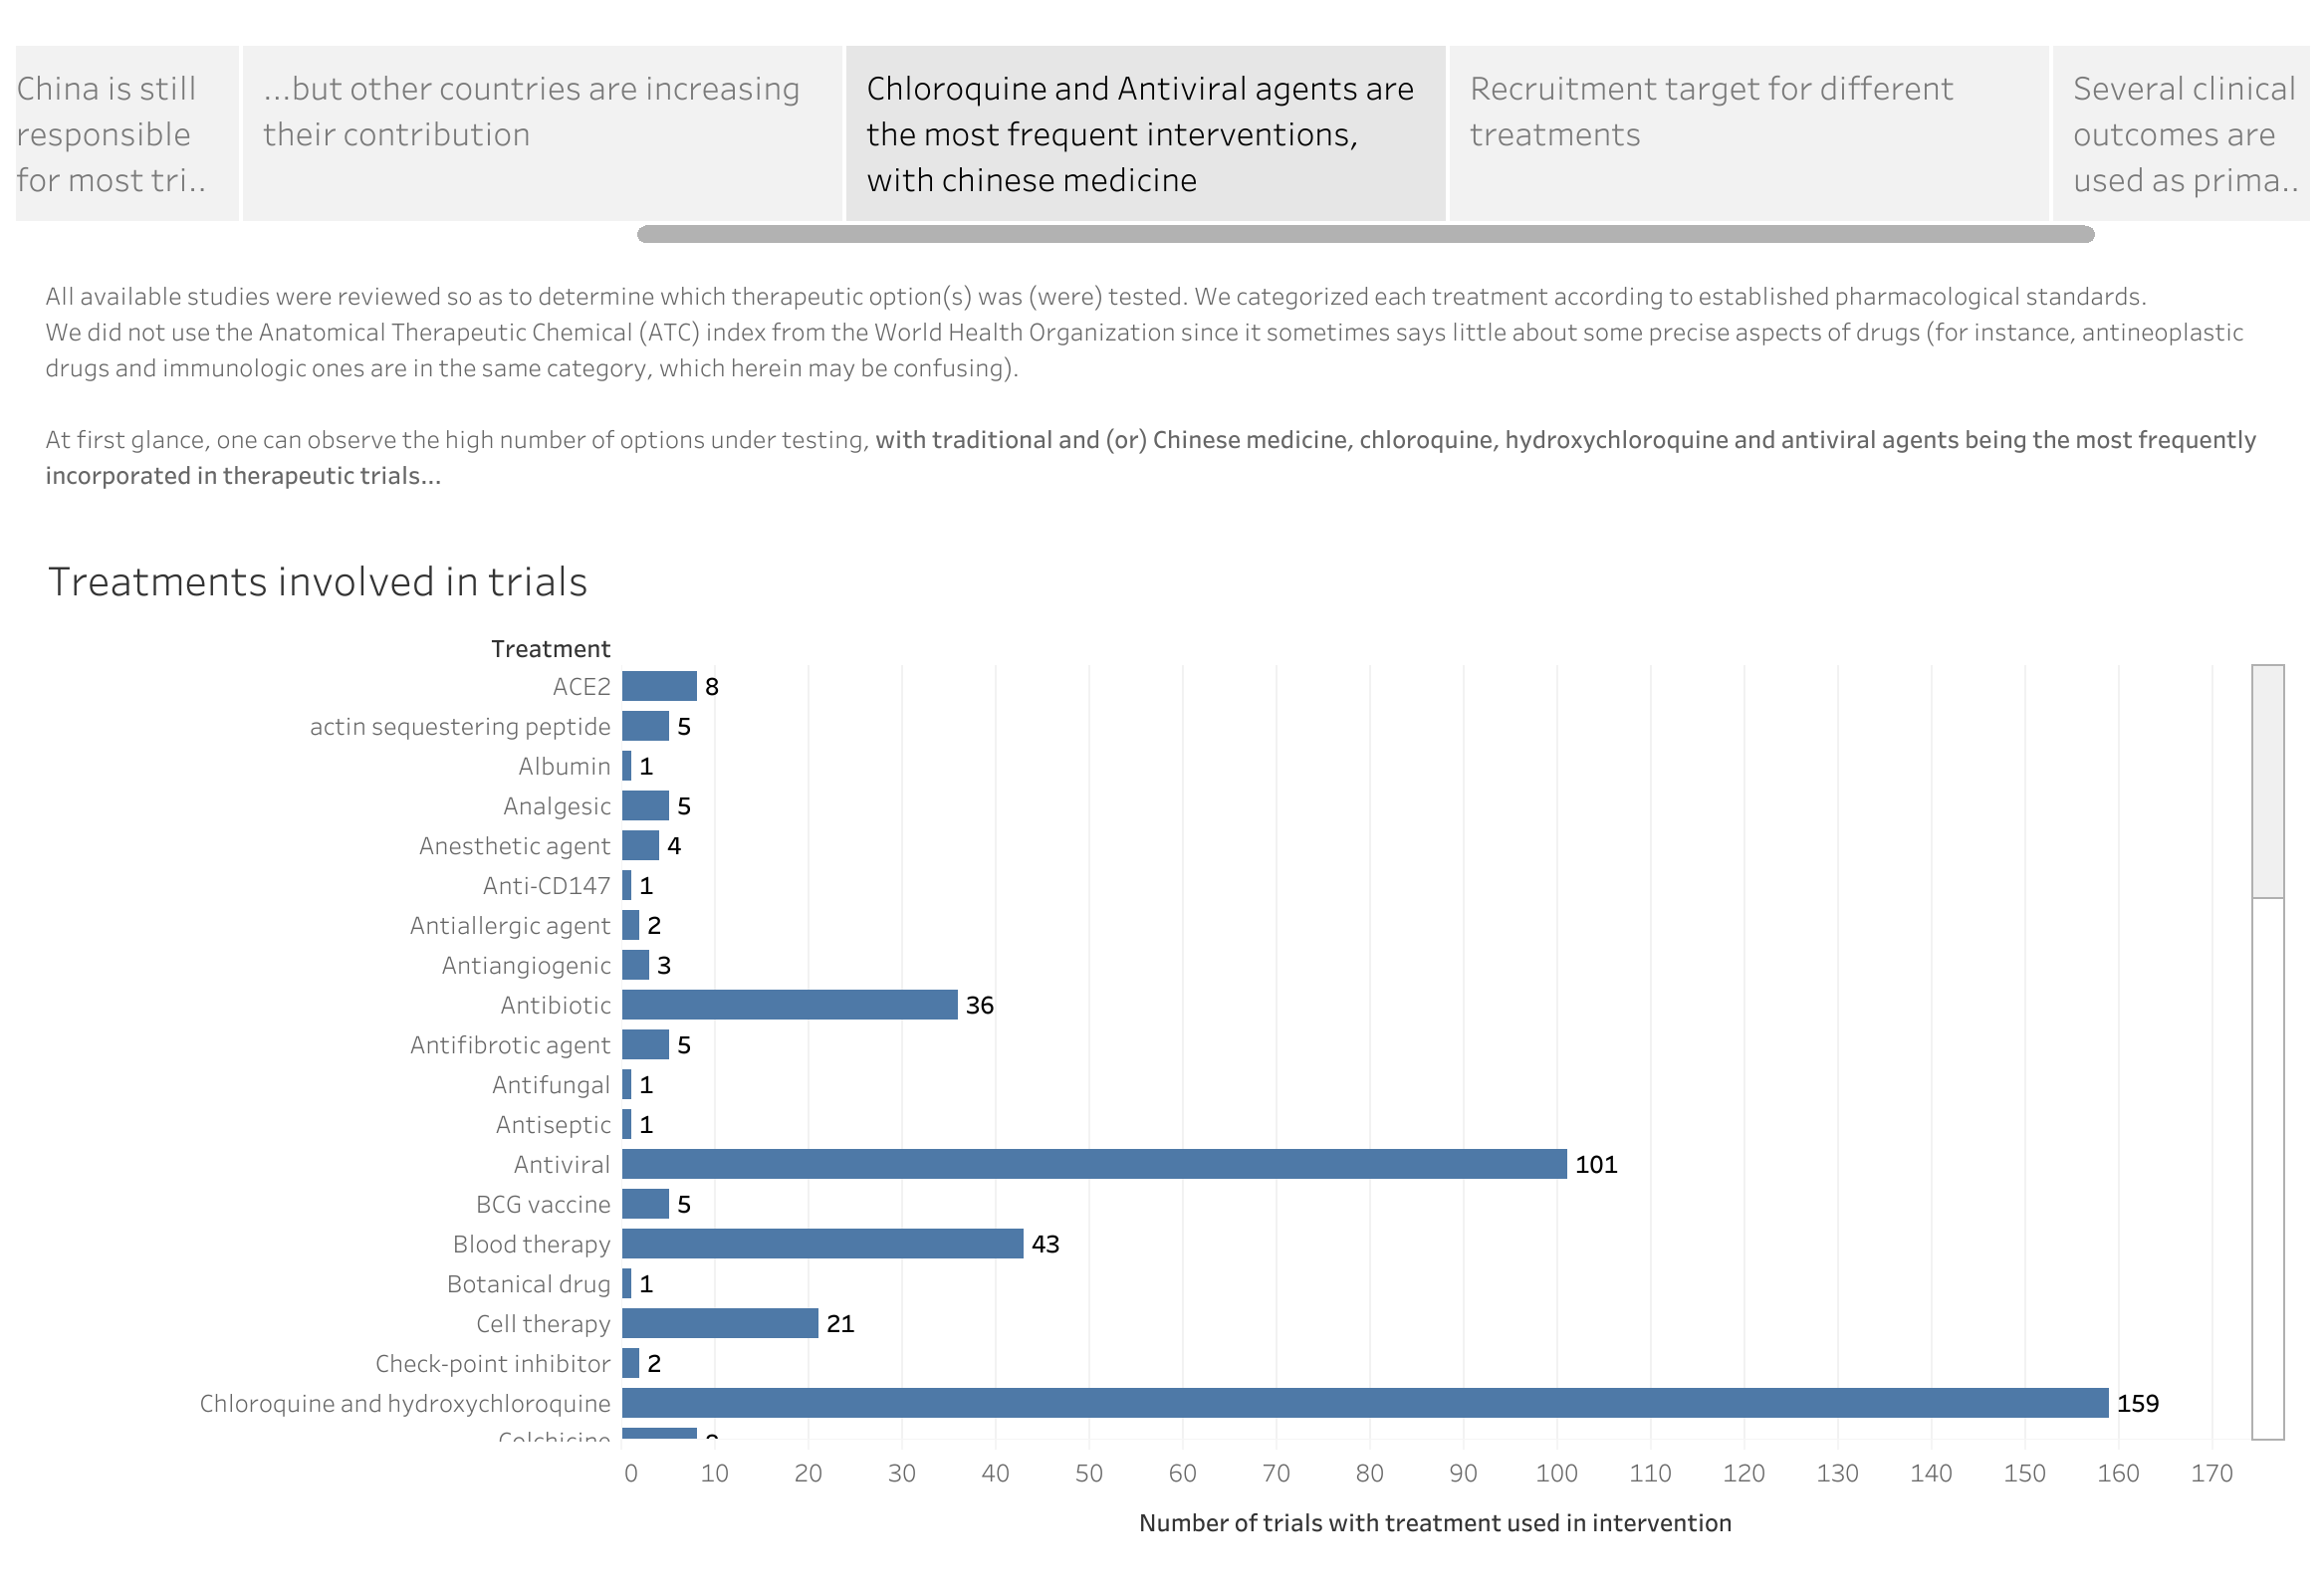 China is still
responsible
for most tri..
...but other countries are increasing
their contribution
Chloroquine and Antiviral agents are
the most frequent interventions,
with chinese medicine
Recruitment target for different
treatments
Several clinical
outcomes are
used as prima..
All available studies were reviewed so as to determine which therapeutic option(s) was (were) tested. We categorized each treatment according to established pharmacological standards.
We did not use the Anatomical Therapeutic Chemical (ATC) index from the World Health Organization since it sometimes says little about some precise aspects of drugs (for instance, antineoplastic
drugs and immunologic ones are in the same category, which herein may be confusing).
At first glance, one can observe the high number of options under testing, with traditional and (or) Chinese medicine, chloroquine, hydroxychloroquine and antiviral agents being the most frequently
incorporated in therapeutic trials...
Treatments involved in trials
Treatment
ACE2 8
actin sequestering peptide 5
Albumin 1
Analgesic 5
Anesthetic agent 4
Anti-CD147 1
Antiallergic agent 2
Antiangiogenic 3
Antibiotic 36
Antifibrotic agent 5
Antifungal 1
Antiseptic 1
Antiviral 101
BCG vaccine 5
Blood therapy 43
Botanical drug 1
Cell therapy 21
Check-point inhibitor 2
Chloroquine and hydroxychloroquine 159
Colchicine
0 10 20 30 40 50 60 70 80 90 100 110 120 130 140 150 160 170
Number of trials with treatment used in intervention